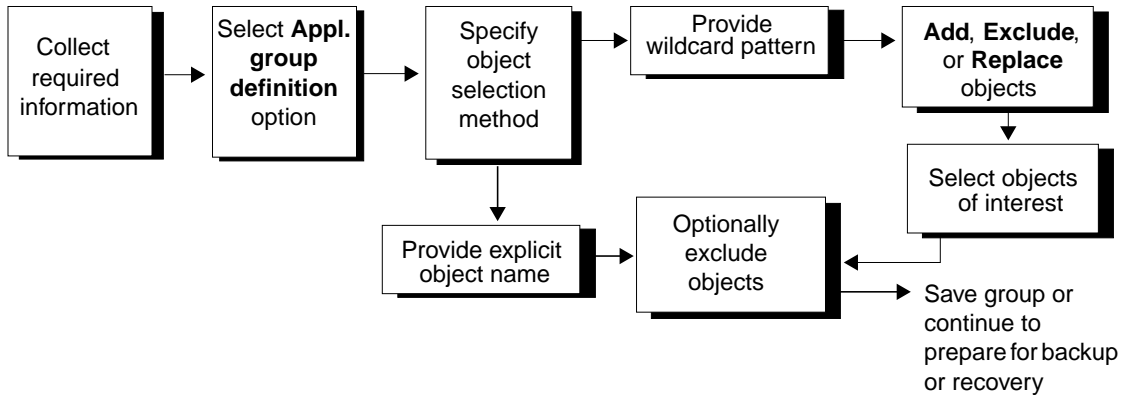 Collect
required
information
Select Appl.
group
definition
option
Specify
object
selection
method
Provide
wildcard pattern
Add, Exclude,
or Replace
objects
Select objects
of interest
Provide explicit
object name
Optionally
exclude
objects
Save group or
continue to
prepare for backup
or recovery